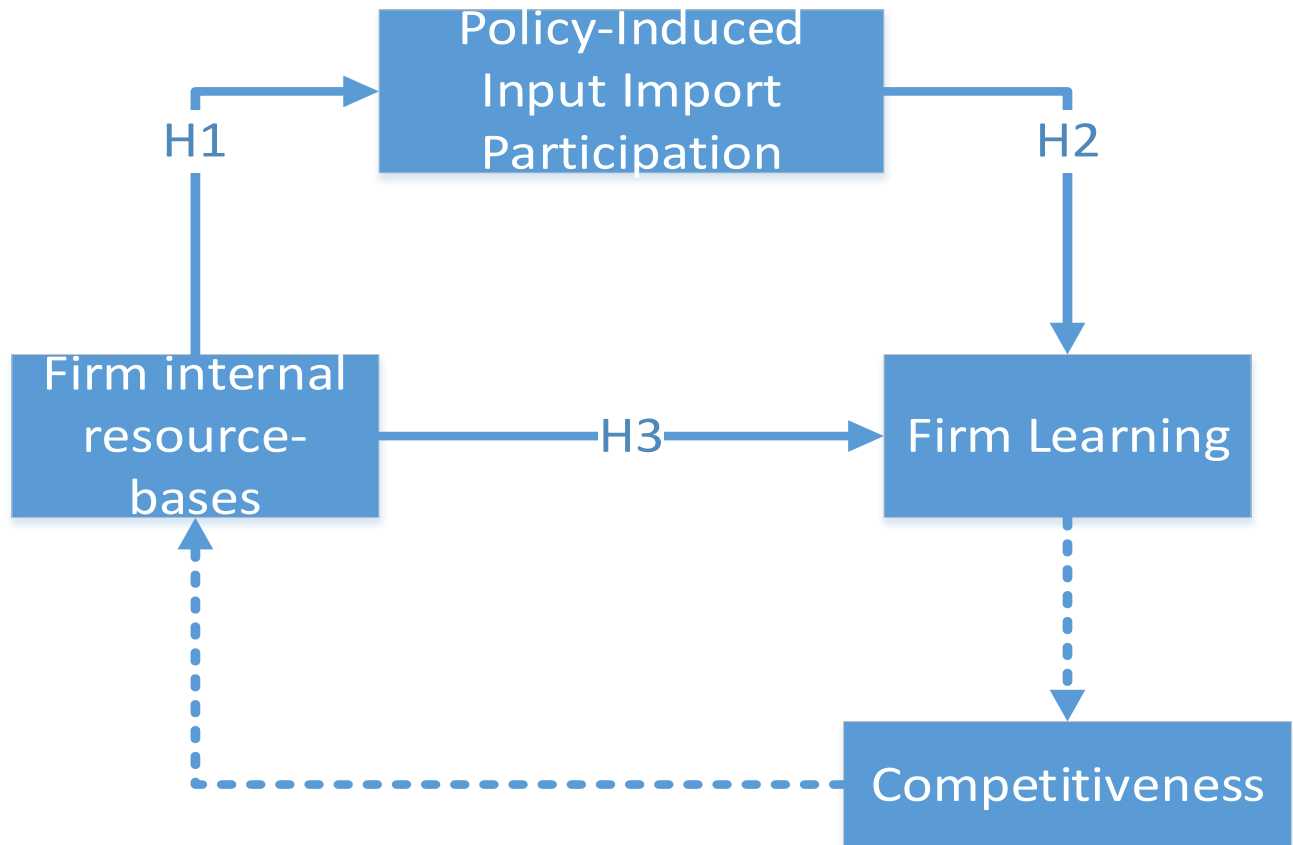 Policy-Induced
Input Import
Participation
H1
H2
Firm internal
resource-
bases
H3
Firm Learning
Competitiveness